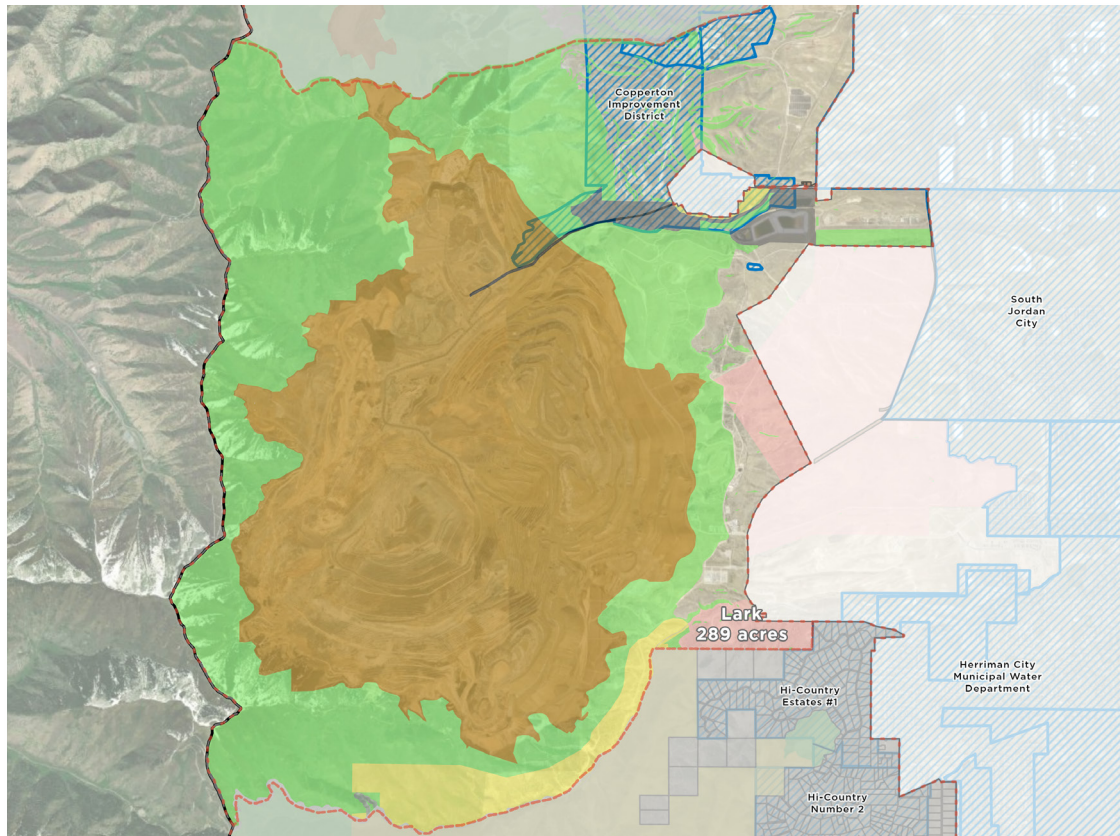 Copperton
Improvement
District
South
Jordan
City
Lark
289 acres
Hi-Country
Estates #1
Herriman City
Municipal Water
Department
Hi-Country
Number 2